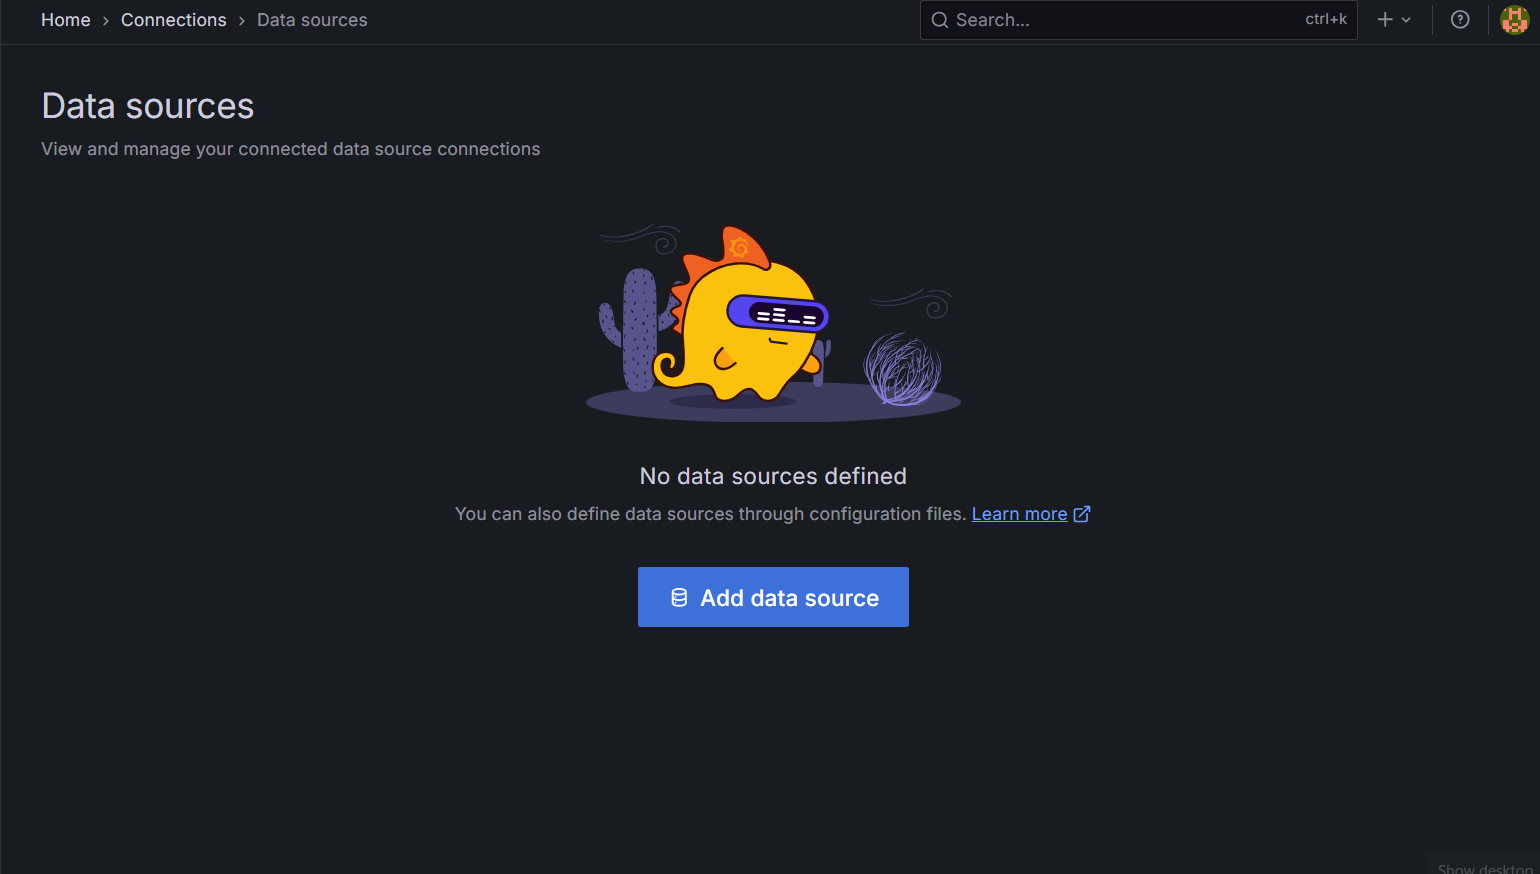 Home › Connections › Data sources
Search...
ctrl+k
Data sources
View and manage your connected data source connections
No data sources defined
You can also define data sources through configuration files. Learn more
Add data source
Show desktop